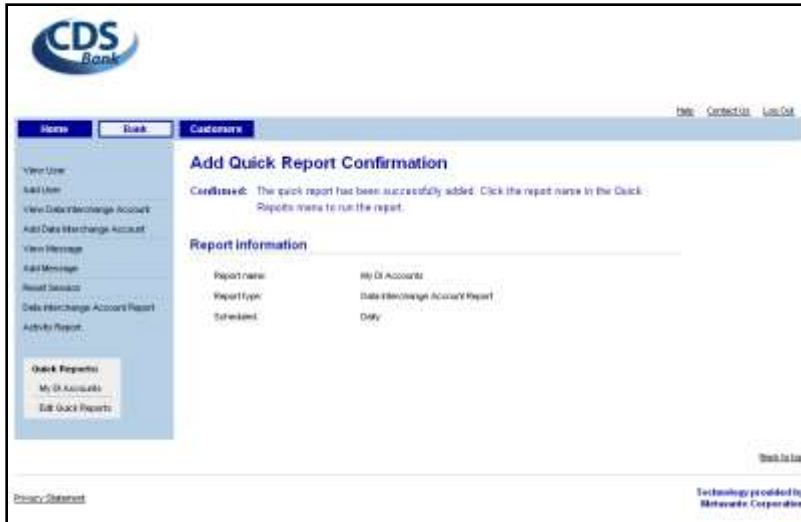 CDS
Bank
Help Contact Us Log Out
Home Bank Customers
View User
Add User
View Data Interchange Account
Add Data Interchange Account
View Message
Add Message
Reset Session
Data Interchange Account Report
Activity Report
Quick Reports:
My DI Accounts
Edit Quick Reports
Add Quick Report Confirmation
Confirmed: The quick report has been successfully added. Click the report name in the Quick
Reports menu to run the report.
Report information
Report name: My DI Accounts
Report type: Data Interchange Account Report
Scheduled: Daily
Back to top
Privacy Statement
Technology provided by
Metavante Corporation